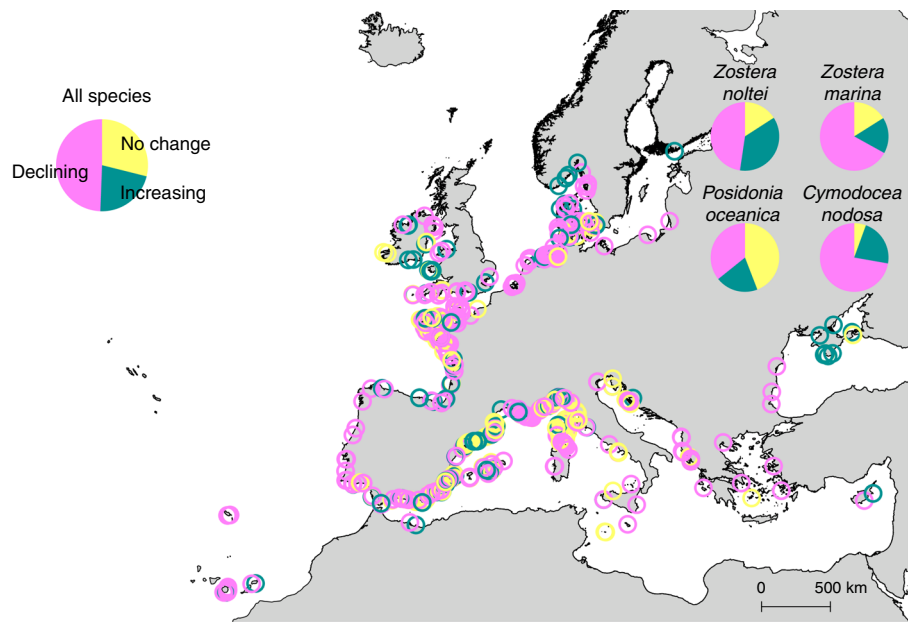 All species
No change
Declining
Increasing
Zostera
noltei
Zostera
marina
Posidonia
oceanica
Cymodocea
nodosa
0 500 km